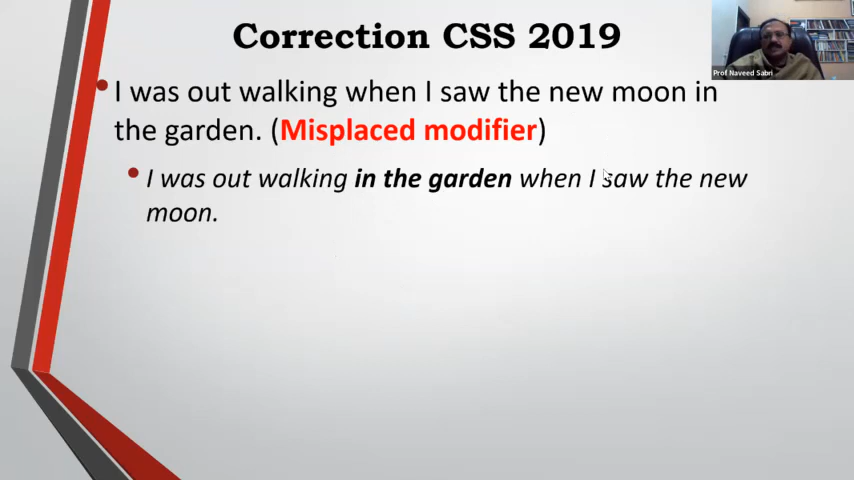 Correction CSS 2019
Prof Naveed Sabri
I was out walking when I saw the new moon in
the garden. (Misplaced modifier)
I was out walking in the garden when I saw the new
moon.